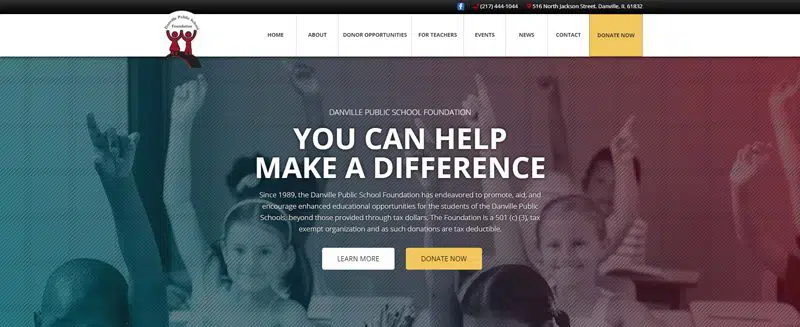 (217) 444-1044 516 North Jackson Street. Danville, IL 61832
Danville Public School
Foundation
HOME ABOUT DONOR OPPORTUNITIES FOR TEACHERS EVENTS NEWS CONTACT DONATE NOW
DANVILLE PUBLIC SCHOOL FOUNDATION
YOU CAN HELP
MAKE A DIFFERENCE
Since 1989, the Danville Public School Foundation has endeavored to promote, aid, and
encourage enhanced educational opportunities for the students of the Danville Public
Schools, beyond those provided through tax dollars. The Foundation is a 501 (c) (3), tax
exempt organization and as such donations are tax deductible.
LEARN MORE DONATE NOW